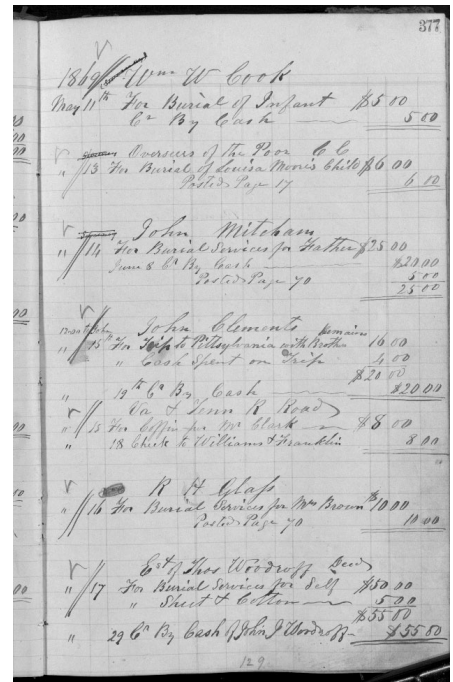 377
1869 Wm W Cook
May 11th For Burial of Infant $5 00
Cr By Cash 5 00
Overseers of the Poor C C
" 13 For Burial of Louisa Moore's Child $6 00
Posted Page 17 6 00
John Mitcham
" 14 For Burial Services for Father $25 00
June 8 Cr By Cash $20 00
Posted Page 70 5 00
25 00
John Clements
" 15th For Trip to Pittsylvania with Brother Remains 16 00
" Cash Spent on Trip 4 00
$20 00
" 19th Cr By Cash $20 00
Va & Tenn R Road
" 15 For Coffin for Mr Clark $8 00
" 18 Check to Williams & Franklin 8 00
"
R H Glass
" 16 For Burial Services for Mrs Brown $10 00
Posted Page 70 10 00
Est of Thos Woodroff Decd
" 17 For Burial Services for Self $50 00
" Sheet & Cotton 5 00
$55 00
" 29 Cr By Cash of John J Woodroff $55 00
129